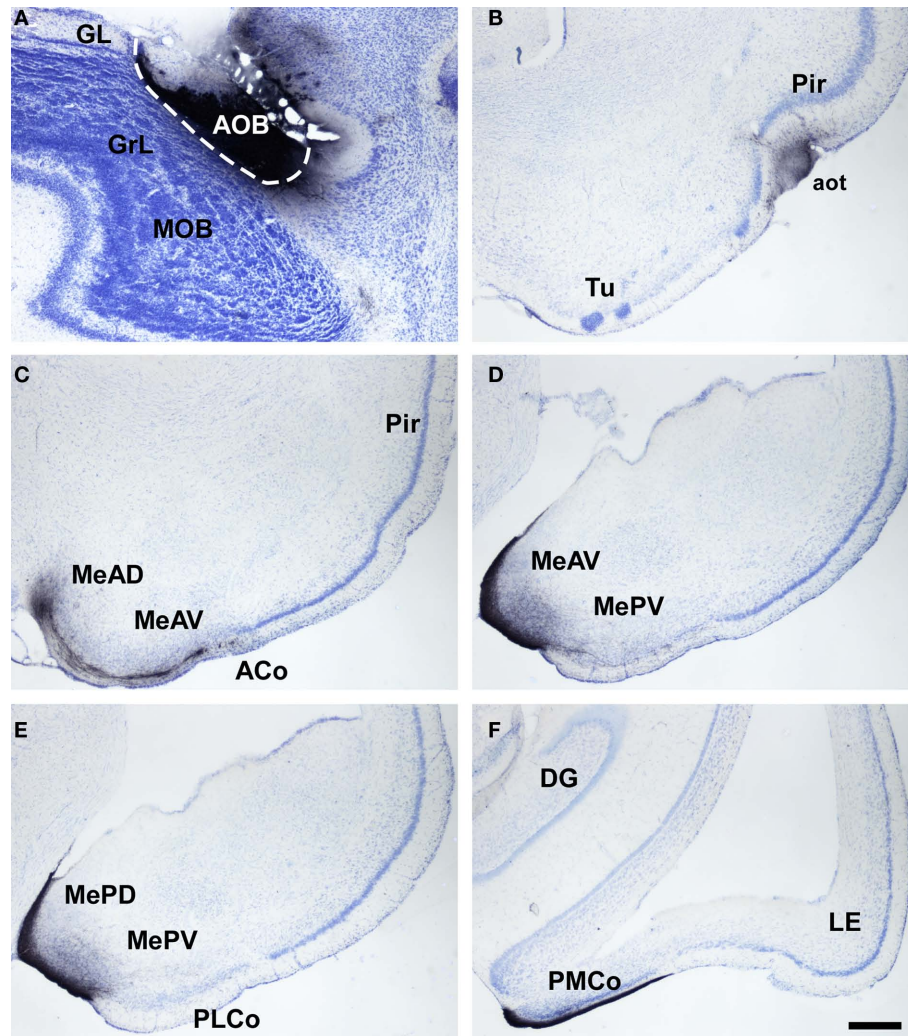 A
GL
AOB
GrL
MOB
B
Pir
aot
Tu
C
Pir
MeAD
MeAV
ACo
D
MeAV
MePV
E
MePD
MePV
PLCo
F
DG
LE
PMCo